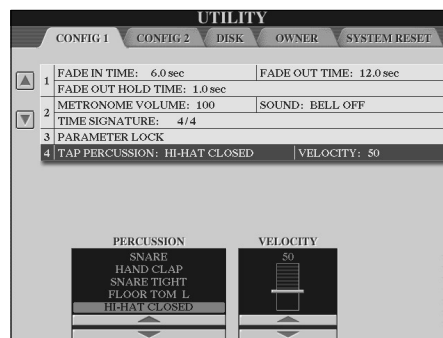 UTILITY
CONFIG 1 CONFIG 2 DISK OWNER SYSTEM RESET
1 FADE IN TIME: 6.0 sec FADE OUT TIME: 12.0 sec
FADE OUT HOLD TIME: 1.0 sec
2 METRONOME VOLUME: 100 SOUND: BELL OFF
TIME SIGNATURE: 4/4
3 PARAMETER LOCK
4 TAP PERCUSSION: HI-HAT CLOSED VELOCITY: 50
PERCUSSION VELOCITY
SNARE 50
HAND CLAP
SNARE TIGHT
FLOOR TOM L
HI-HAT CLOSED